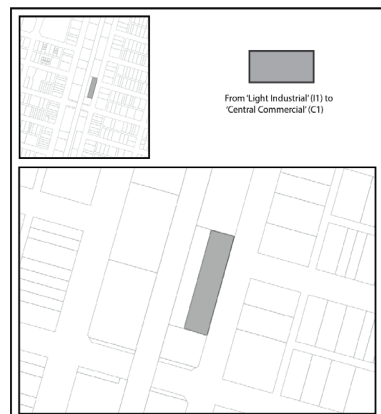 From 'Light Industrial' (I1) to
'Central Commercial' (C1)